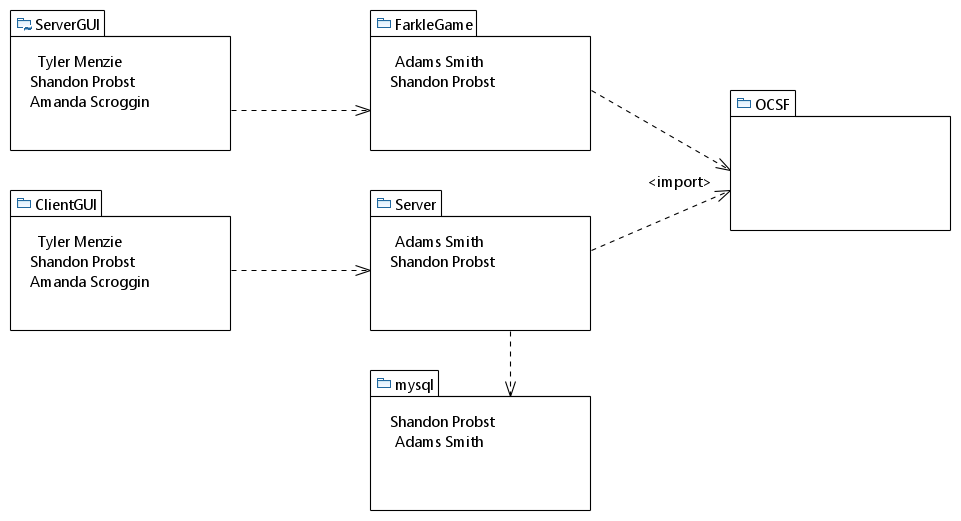 ServerGUI
Tyler Menzie
Shandon Probst
Amanda Scroggin
FarkleGame
Adams Smith
Shandon Probst
OCSF
<import>
ClientGUI
Tyler Menzie
Shandon Probst
Amanda Scroggin
Server
Adams Smith
Shandon Probst
mysql
Shandon Probst
Adams Smith